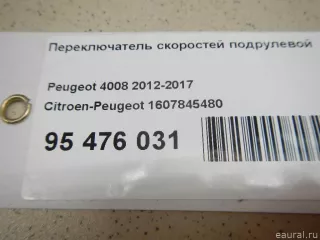 Переключатель скоростей подрулевой
Peugeot 4008 2012-2017
Citroen-Peugeot 1607845480
95 476 031
eaural.ru